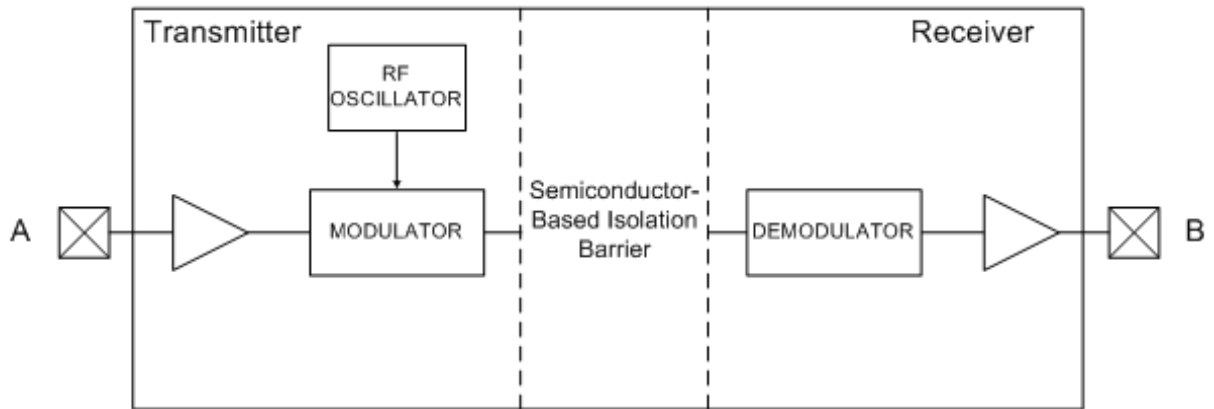 Transmitter
Receiver
RF
OSCILLATOR
A
MODULATOR
Semiconductor-
Based Isolation
Barrier
DEMODULATOR
B